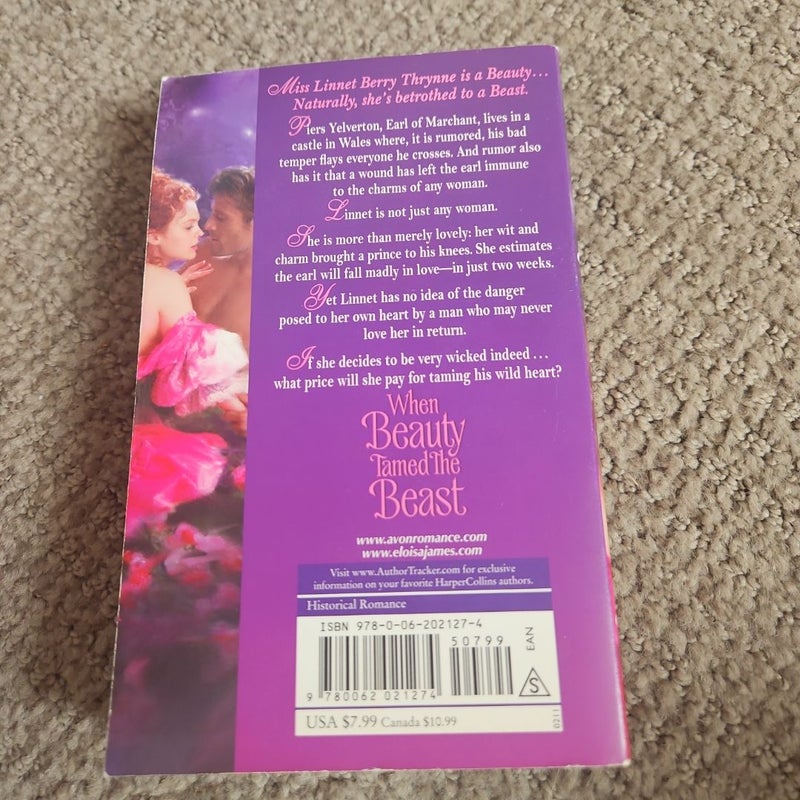 Miss Linnet Berry Thrynne is a Beauty...
Naturally, she's betrothed to a Beast.
Piers Yelverton, Earl of Marchant, lives in a
castle in Wales where, it is rumored, his bad
temper flays everyone he crosses. And rumor also
has it that a wound has left the earl immune
to the charms of any woman.
Linnet is not just any woman.
She is more than merely lovely: her wit and
charm brought a prince to his knees. She estimates
the earl will fall madly in love—in just two weeks.
Yet Linnet has no idea of the danger
posed to her own heart by a man who may never
love her in return.
If she decides to be very wicked indeed...
what price will she pay for taming his wild heart?
When
Beauty
Tamed The
Beast
www.avonromance.com
www.eloisajames.com
Visit www.AuthorTracker.com for exclusive
information on your favorite HarperCollins authors.
Historical Romance
ISBN 978-0-06-202127-4
50799
EAN
9 780062 021274
S
USA $7.99 Canada $10.99
0211